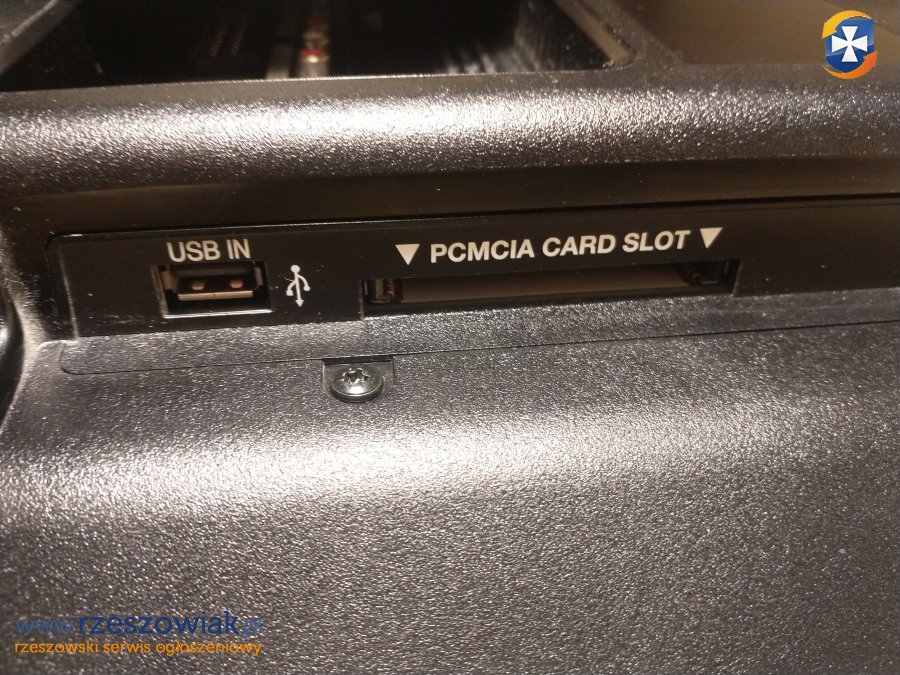 USB IN
▼ PCMCIA CARD SLOT ▼
www.rzeszowiak.pl
rzeszowski serwis ogłoszeniowy